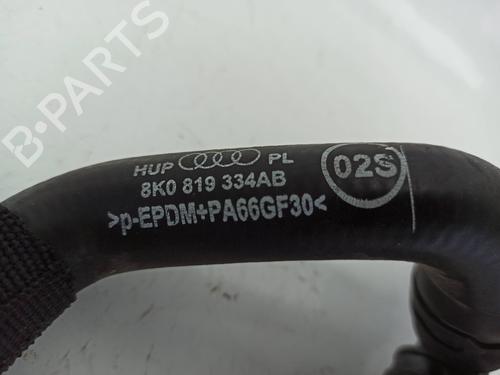 B-PARTS
HUP PL
8K0 819 334AB
>p-EPDM+PA66GF30<
02S